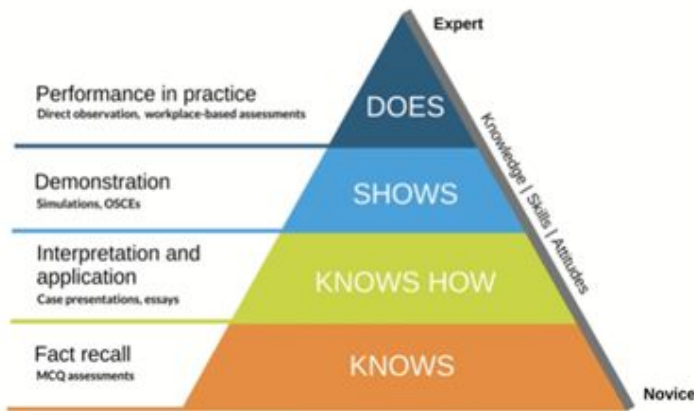 Expert
Performance in practice
Direct observation, workplace-based assessments
DOES
Demonstration
Simulations, OSCEs
SHOWS
Knowledge | Skills | Attitudes
Interpretation and
application
Case presentations, essays
KNOWS HOW
Fact recall
MCQ assessments
KNOWS
Novice